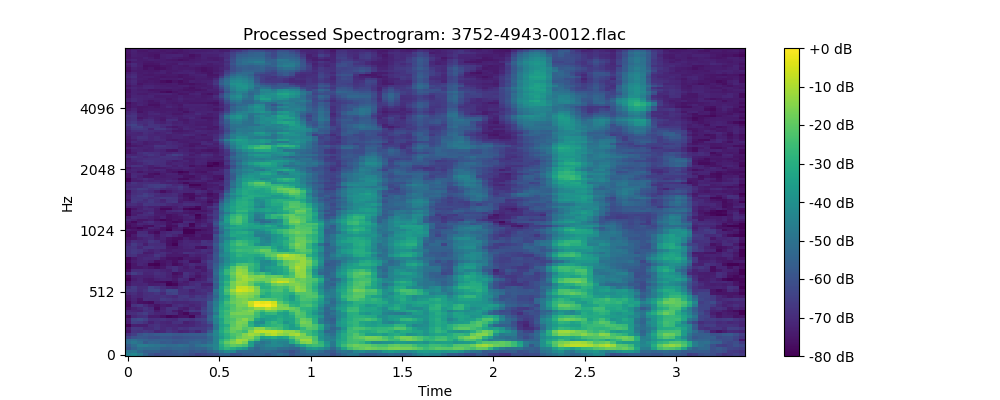 Processed Spectrogram: 3752-4943-0012.flac
Hz
4096
2048
1024
512
0
0 0.5 1 1.5 2 2.5 3
Time
+0 dB
-10 dB
-20 dB
-30 dB
-40 dB
-50 dB
-60 dB
-70 dB
-80 dB